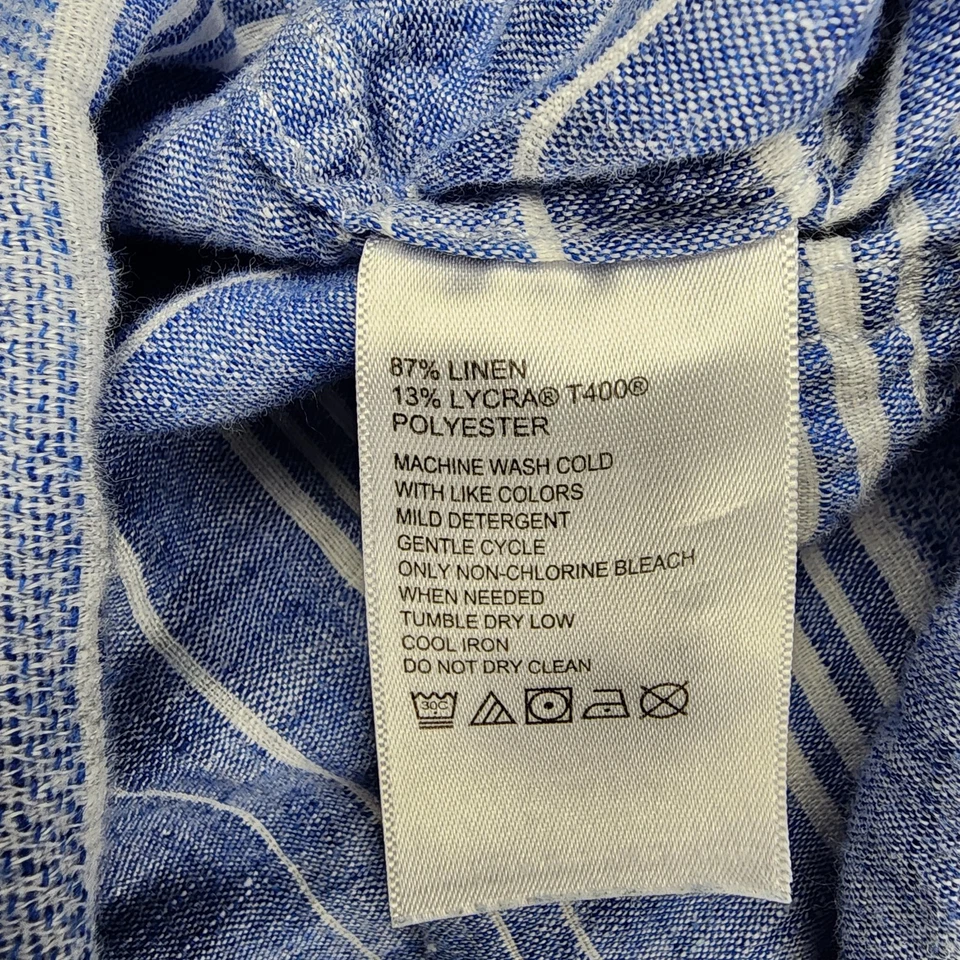 87% LINEN
13% LYCRA® T400®
POLYESTER
MACHINE WASH COLD
WITH LIKE COLORS
MILD DETERGENT
GENTLE CYCLE
ONLY NON-CHLORINE BLEACH
WHEN NEEDED
TUMBLE DRY LOW
COOL IRON
DO NOT DRY CLEAN
30C